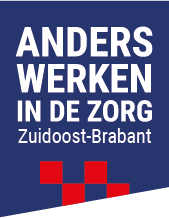 ANDERS
WERKEN
IN DE ZORG
Zuidoost-Brabant